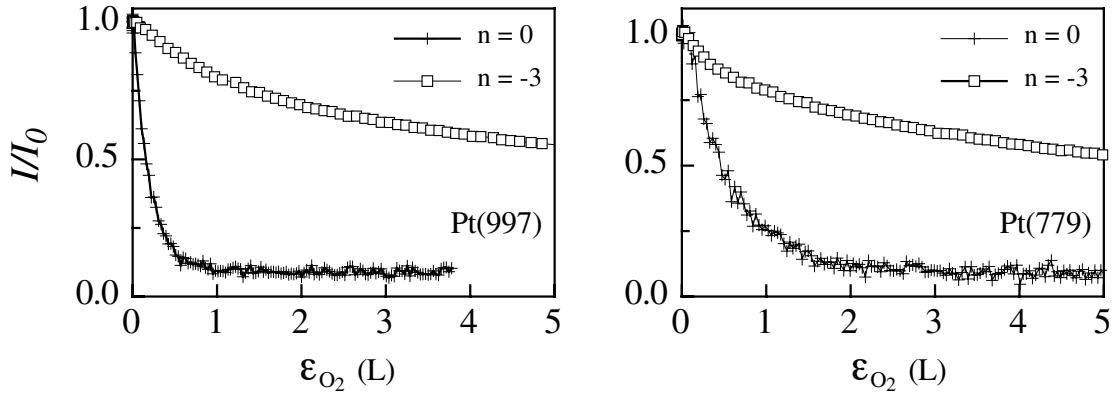 I/I0
1.0
0.5
0.0
n = 0
n = -3
Pt(997)
0 1 2 3 4 5
εO2 (L)
1.0
0.5
0.0
n = 0
n = -3
Pt(779)
0 1 2 3 4 5
εO2 (L)